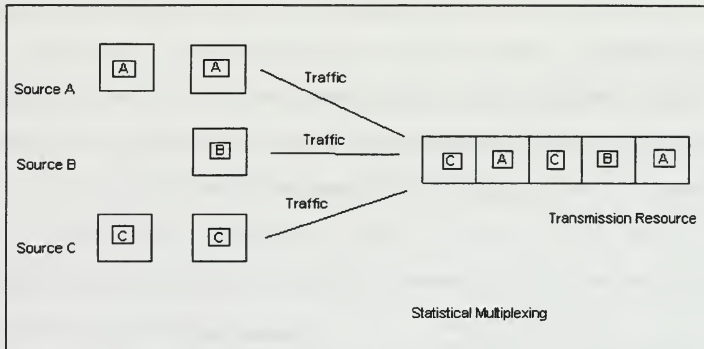 Source A
A A
Traffic
Source B
B
Traffic
C A C B A
Traffic
Transmission Resource
Source C
C C
Statistical Multiplexing